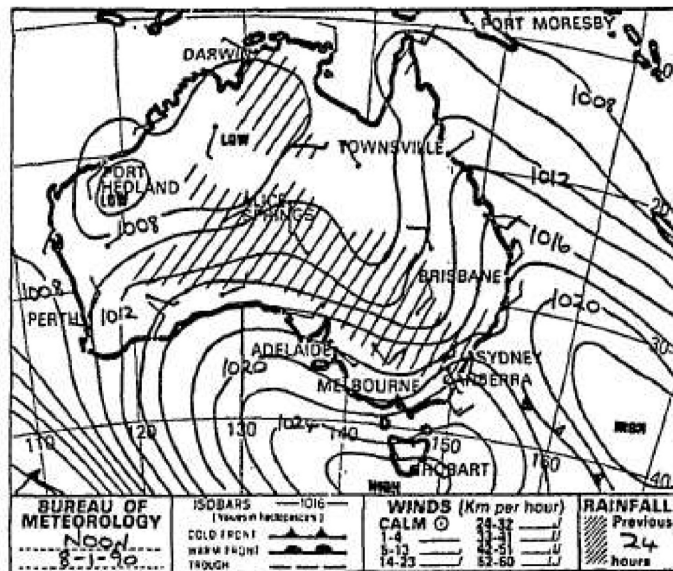 PORT MORESBY
DARWIN
1008
LOW
TOWNSVILLE
PORT
HEDLAND
LOW
1012
ALICE
SPRINGS
20
1008
1016
BRISBANE
1008
1012
1020
PERTH
30
ADELAIDE
SYDNEY
1020
MELBOURNE
CANBERRA
HIGH
1024
110
120
130
140
150
160
40
HOBART
HIGH
BUREAU OF
METEOROLOGY
NOON
8-1-90
ISOBARS —1016—
COLD FRONT
WARM FRONT
TROUGH
WINDS (Km per hour)
CALM
24-32
1-4
33-41
5-13
42-51
14-23
52-60
RAINFALL
Previous
24
hours